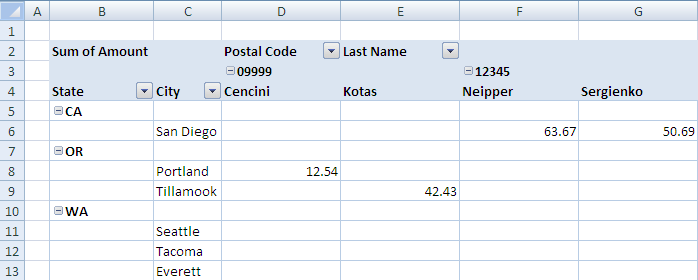 A B C D E F G
1
2 Sum of Amount Postal Code Last Name
3 09999 12345
4 State City Cencini Kotas Neipper Sergienko
5 CA
6 San Diego 63.67 50.69
7 OR
8 Portland 12.54
9 Tillamook 42.43
10 WA
11 Seattle
12 Tacoma
13 Everett